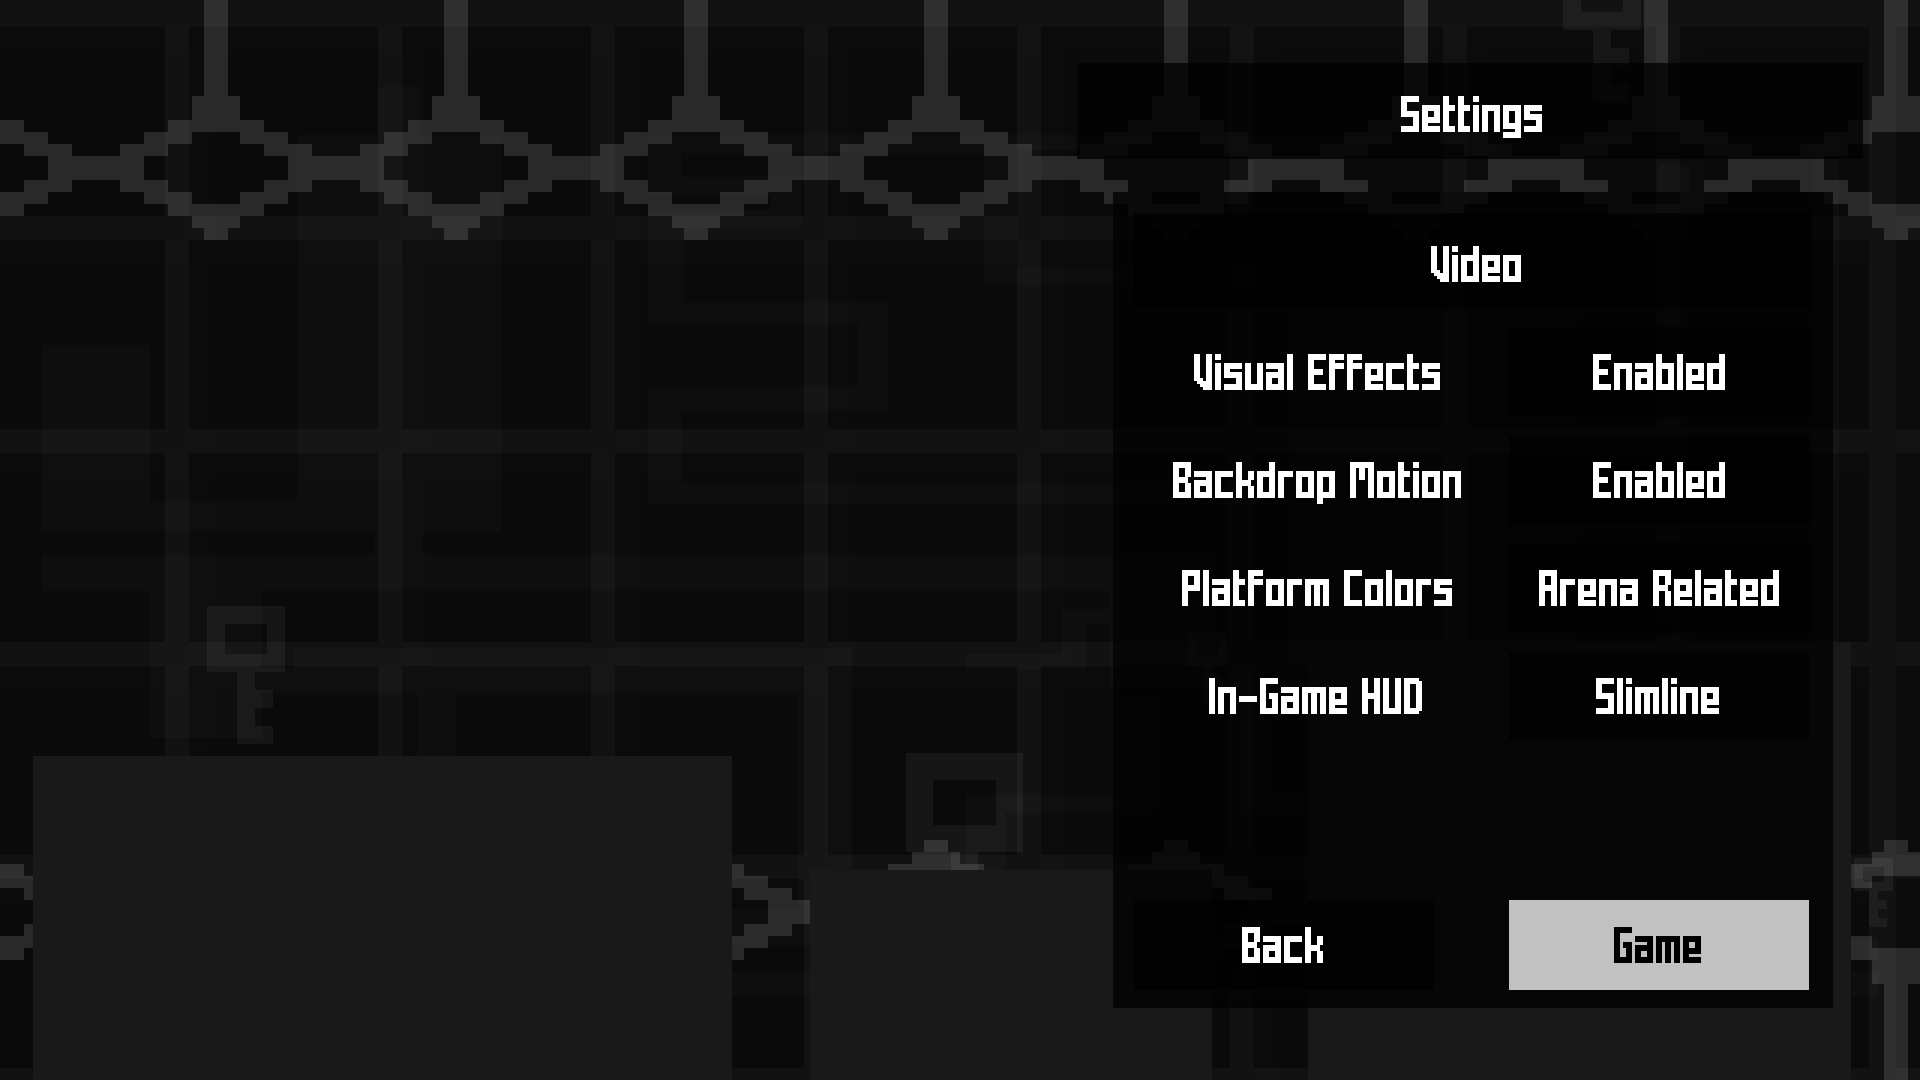 Settings
Video
Visual Effects Enabled
Backdrop Motion Enabled
Platform Colors Arena Related
In-Game HUD Slimline
Back Game